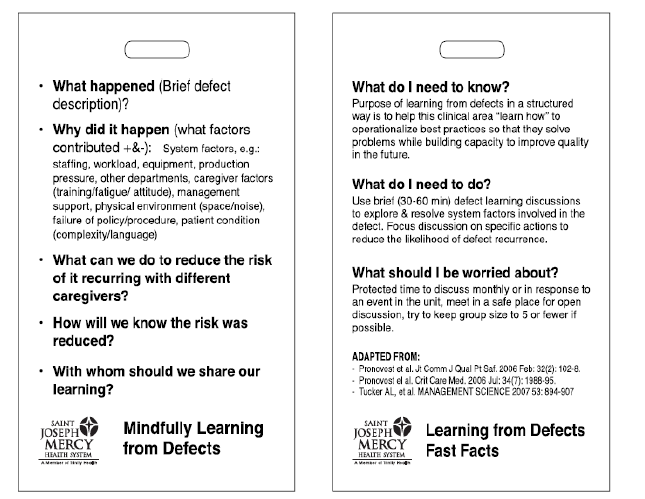 • What happened (Brief defect
description)?
• Why did it happen (what factors
contributed +&-): System factors, e.g.:
staffing, workload, equipment, production
pressure, other departments, caregiver factors
(training/fatigue/ attitude), management
support, physical environment (space/noise),
failure of policy/procedure, patient condition
(complexity/language)
• What can we do to reduce the risk
of it recurring with different
caregivers?
• How will we know the risk was
reduced?
• With whom should we share our
learning?
SAINT
JOSEPH
MERCY
HEALTH SYSTEM
A Member of Trinity Health
Mindfully Learning
from Defects
What do I need to know?
Purpose of learning from defects in a structured
way is to help this clinical area “learn how” to
operationalize best practices so that they solve
problems while building capacity to improve quality
in the future.
What do I need to do?
Use brief (30-60 min) defect learning discussions
to explore & resolve system factors involved in the
defect. Focus discussion on specific actions to
reduce the likelihood of defect recurrence.
What should I be worried about?
Protected time to discuss monthly or in response to
an event in the unit, meet in a safe place for open
discussion, try to keep group size to 5 or fewer if
possible.
ADAPTED FROM:
- Pronovost et al. Jt Comm J Qual Pt Saf. 2006 Feb: 32(2): 102-8.
- Pronovost el al. Crit Care Med. 2006 Jul: 34(7): 1988-95.
- Tucker AL, et al. MANAGEMENT SCIENCE 2007 53: 894-907
SAINT
JOSEPH
MERCY
HEALTH SYSTEM
A Member of Trinity Health
Learning from Defects
Fast Facts